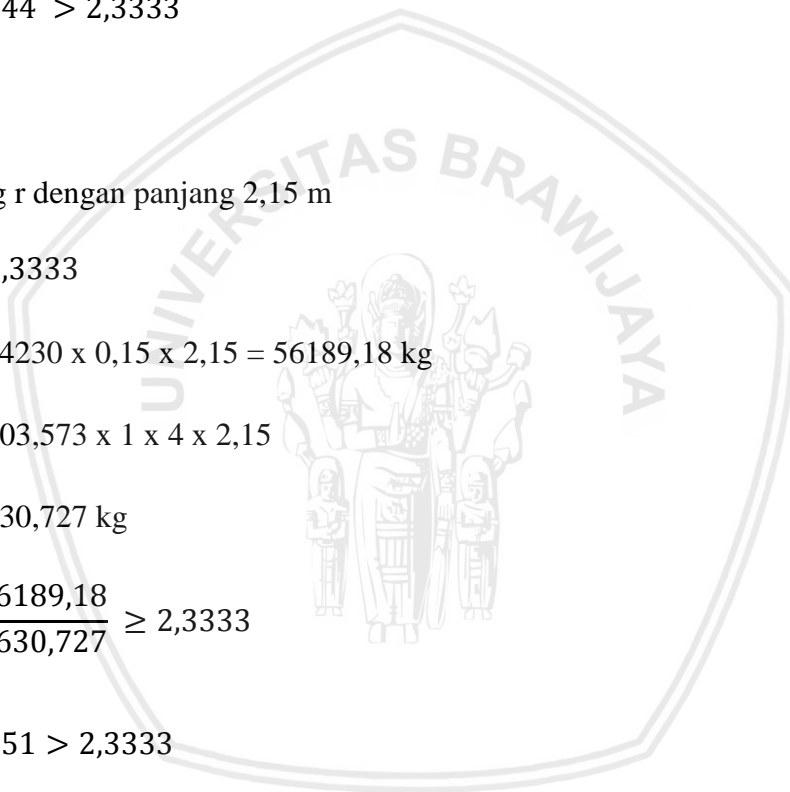 44 > 2,3333
UNIVERSITAS BRAWIJAYA
g r dengan panjang 2,15 m
,3333
4230 x 0,15 x 2,15 = 56189,18 kg
03,573 x 1 x 4 x 2,15
30,727 kg
6189,18
630,727 ≥ 2,3333
51 > 2,3333